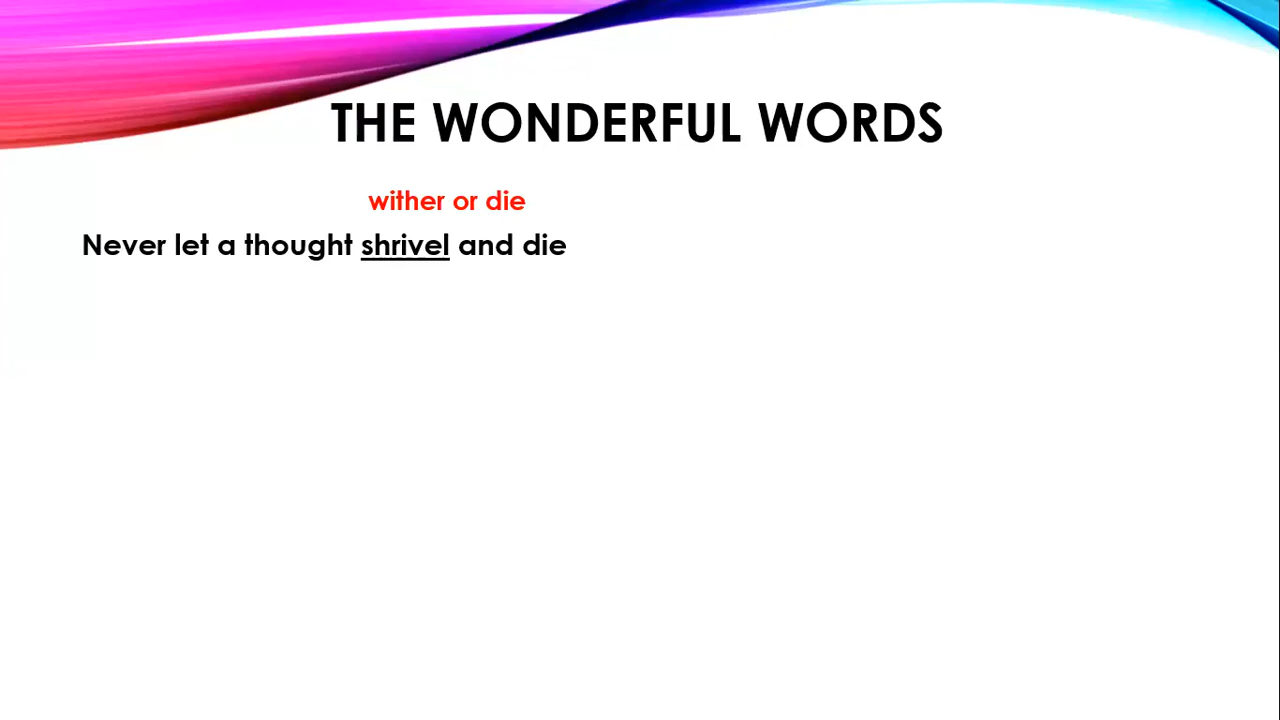 THE WONDERFUL WORDS
wither or die
Never let a thought shrivel and die